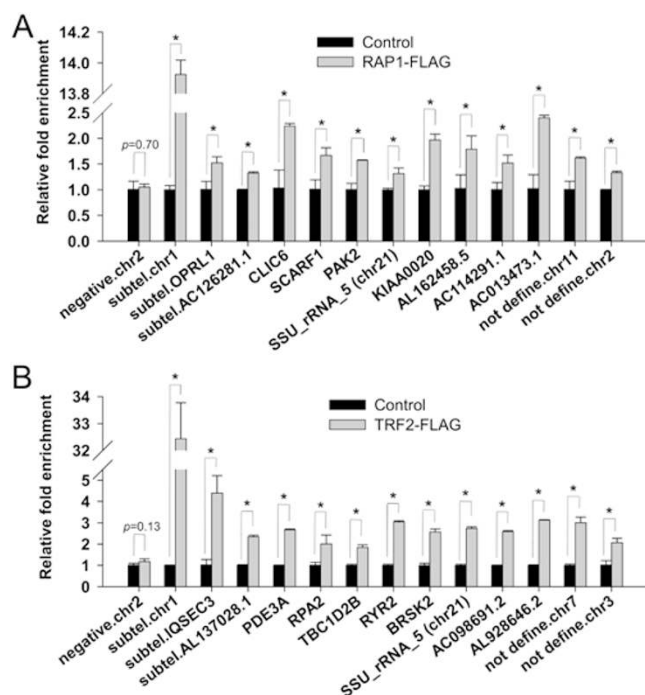 A
Relative fold enrichment
14.2
14.0
13.8
2.5
2.0
1.5
1.0
0.5
0.0
Control
RAP1-FLAG
p=0.70
*
*
*
*
*
*
*
*
*
*
*
*
*
negative.chr2
subtel.chr1
subtel.OPRL1
subtel.AC126281.1
CLIC6
SCARF1
PAK2
SSU_rRNA_5 (chr21)
KIAA0020
AL162458.5
AC114291.1
AC013473.1
not define.chr11
not define.chr2
B
Relative fold enrichment
34
33
32
5
4
3
2
1
0
Control
TRF2-FLAG
p=0.13
*
*
*
*
*
*
*
*
*
*
*
*
*
negative.chr2
subtel.chr1
subtel.IQSEC3
subtel.AL137028.1
PDE3A
RPA2
TBC1D2B
RYR2
BRSK2
SSU_rRNA_5 (chr21)
AC098691.2
AL928646.2
not define.chr7
not define.chr3